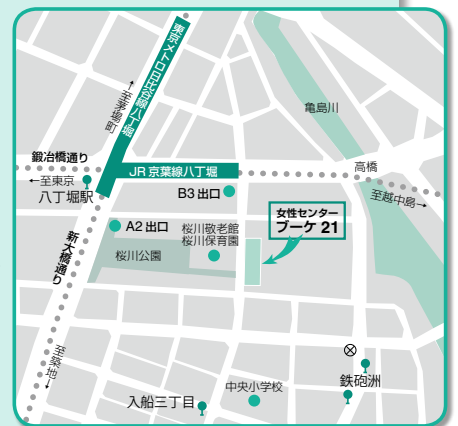 東京メトロ日比谷線八丁堀
←至茅場町
亀島川
鍛冶橋通り
JR 京葉線八丁堀
高橋
←至東京
八丁堀駅
B3 出口
至越中島→
女性センター
ブーケ 21
A2 出口
桜川敬老館
桜川保育園
新大橋通り
桜川公園
至築地→
鉄砲洲
中央小学校
入船三丁目